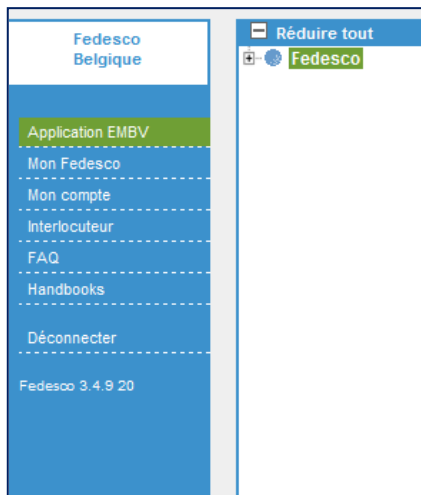 Fedesco
Belgique
Application EMBV
Mon Fedesco
Mon compte
Interlocuteur
FAQ
Handbooks
Déconnecter
Fedesco 3.4.9 20
Réduire tout
Fedesco